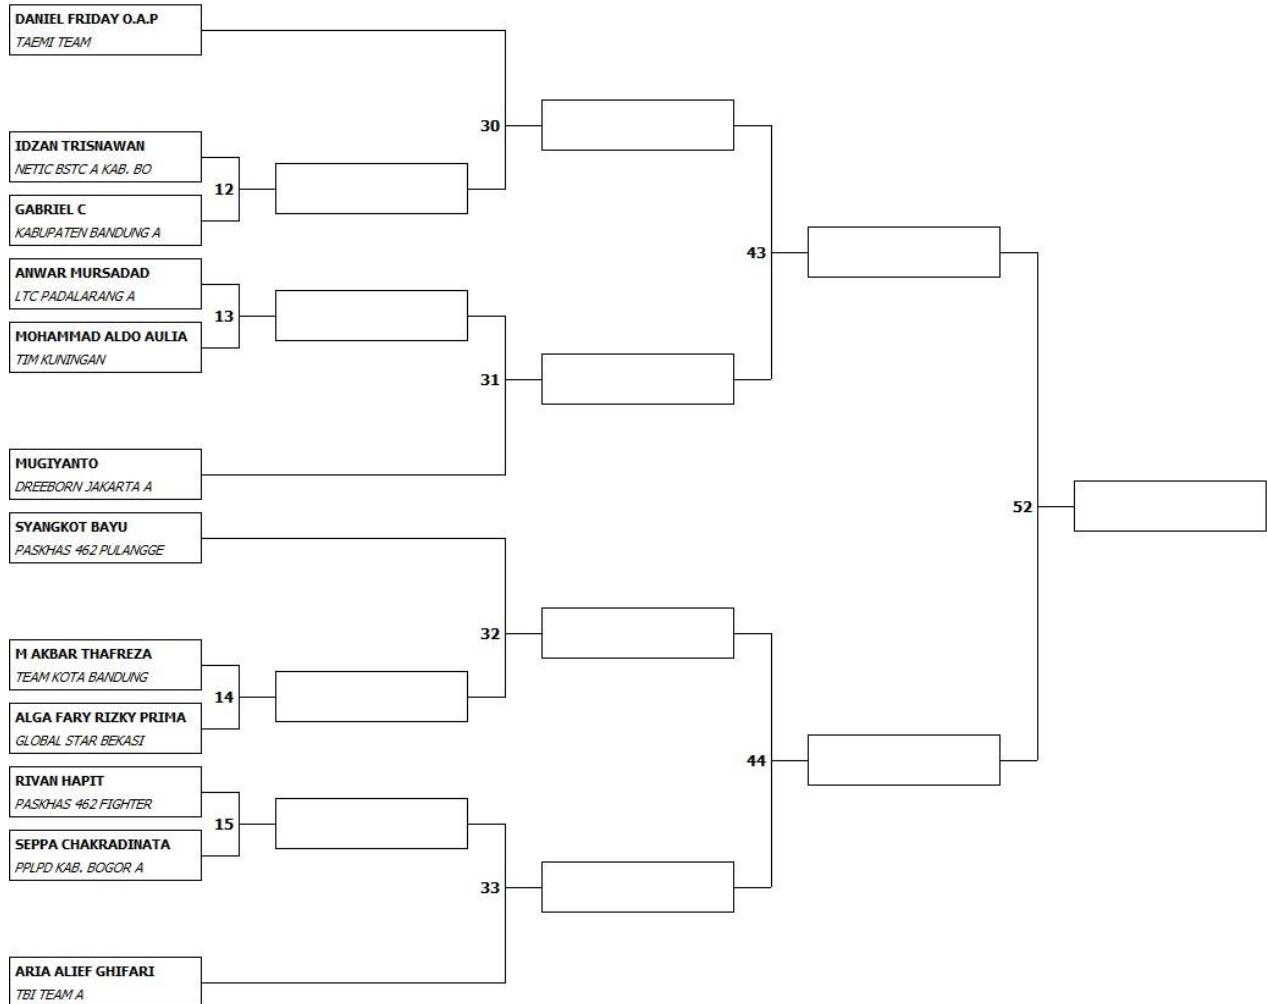 DANIEL FRIDAY O.A.P
TAEMI TEAM
30
IDZAN TRISNAWAN
NETIC BSTC A KAB. BO
12
GABRIEL C
KABUPATEN BANDUNG A
43
ANWAR MURSADAD
LTC PADALARANG A
13
MOHAMMAD ALDO AULIA
TIM KUNINGAN
31
MUGIYANTO
DREEBORN JAKARTA A
52
SYANGKOT BAYU
PASKHAS 462 PULANGGE
32
M AKBAR THAFREZA
TEAM KOTA BANDUNG
14
ALGA FARY RIZKY PRIMA
GLOBAL STAR BEKASI
44
RIVAN HAPIT
PASKHAS 462 FIGHTER
15
SEPPA CHAKRADINATA
PPLPD KAB. BOGOR A
33
ARIA ALIEF GHIFARI
TBI TEAM A